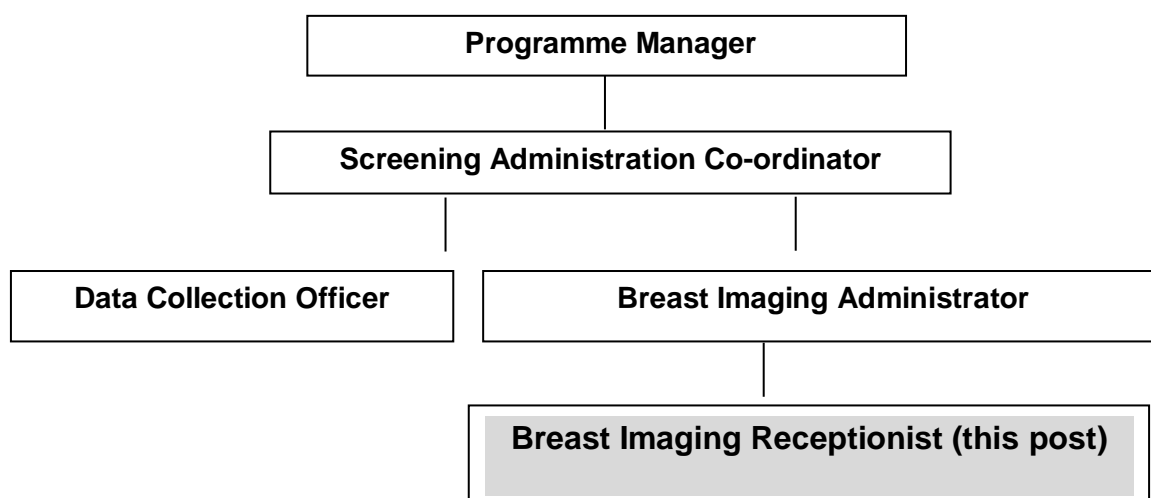 Programme Manager
Screening Administration Co-ordinator
Data Collection Officer
Breast Imaging Administrator
Breast Imaging Receptionist (this post)